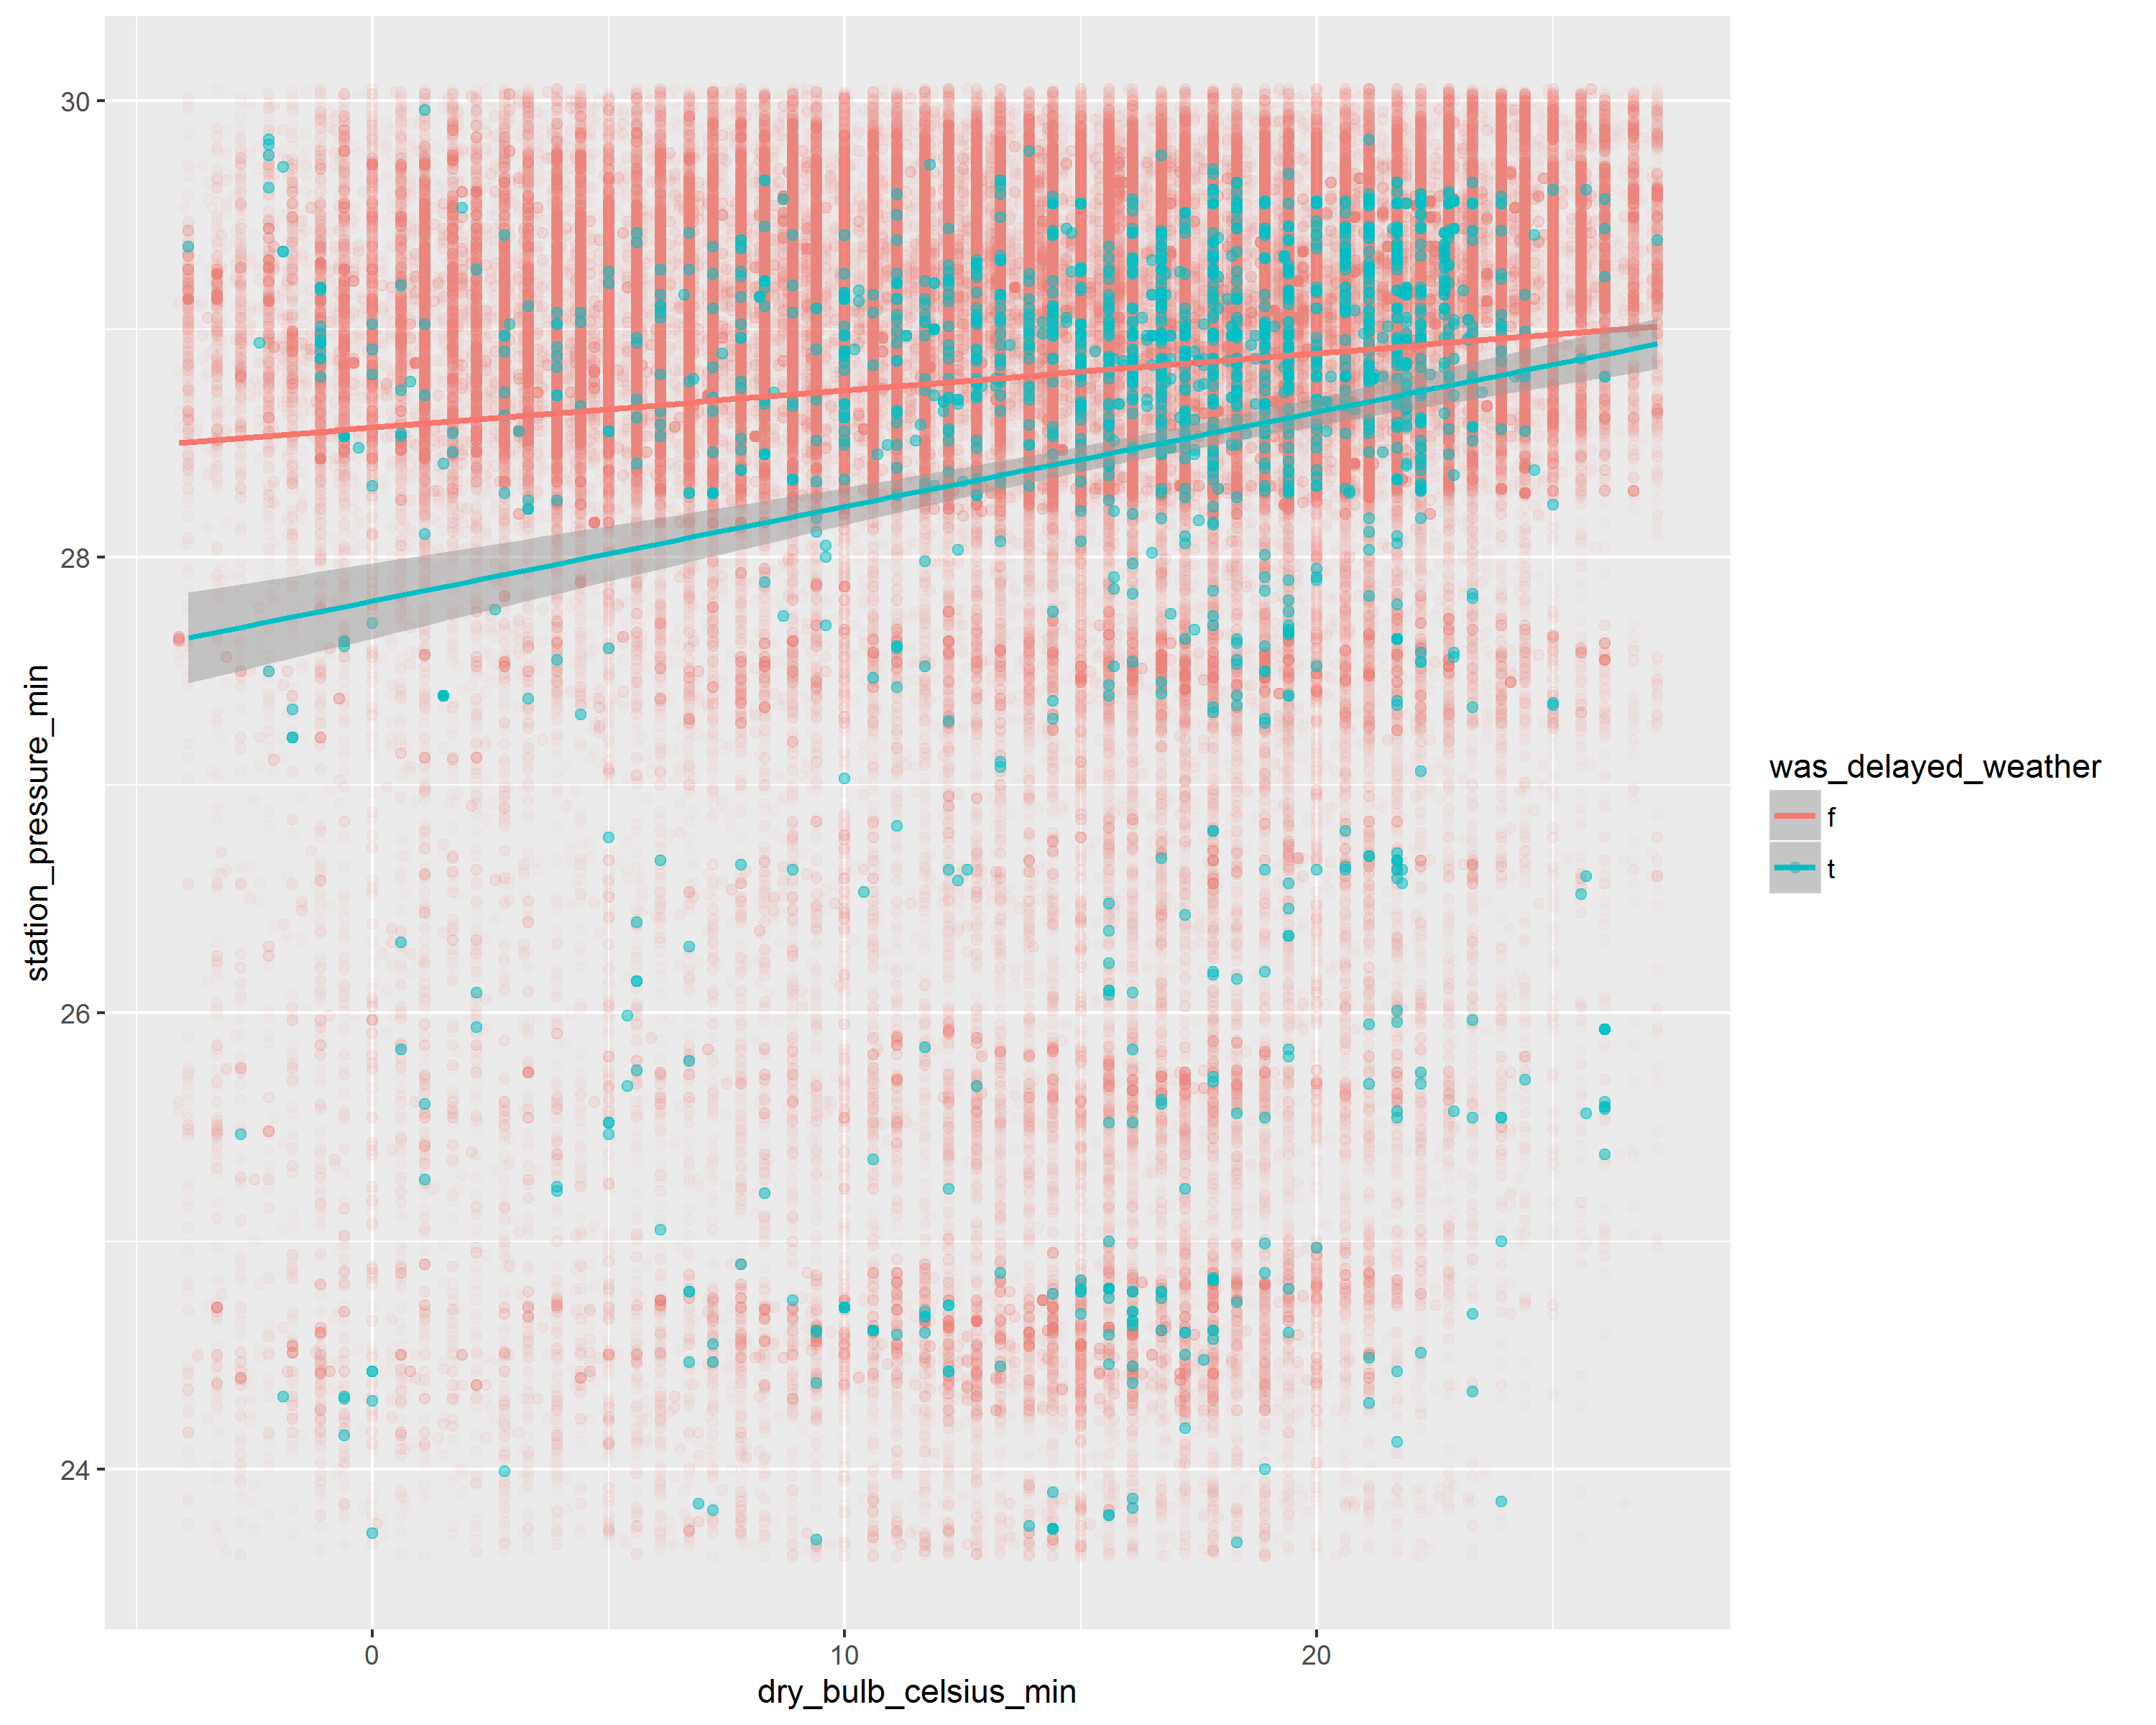 30
28
26
24
station_pressure_min
0 10 20
dry_bulb_celsius_min
was_delayed_weather
f
t